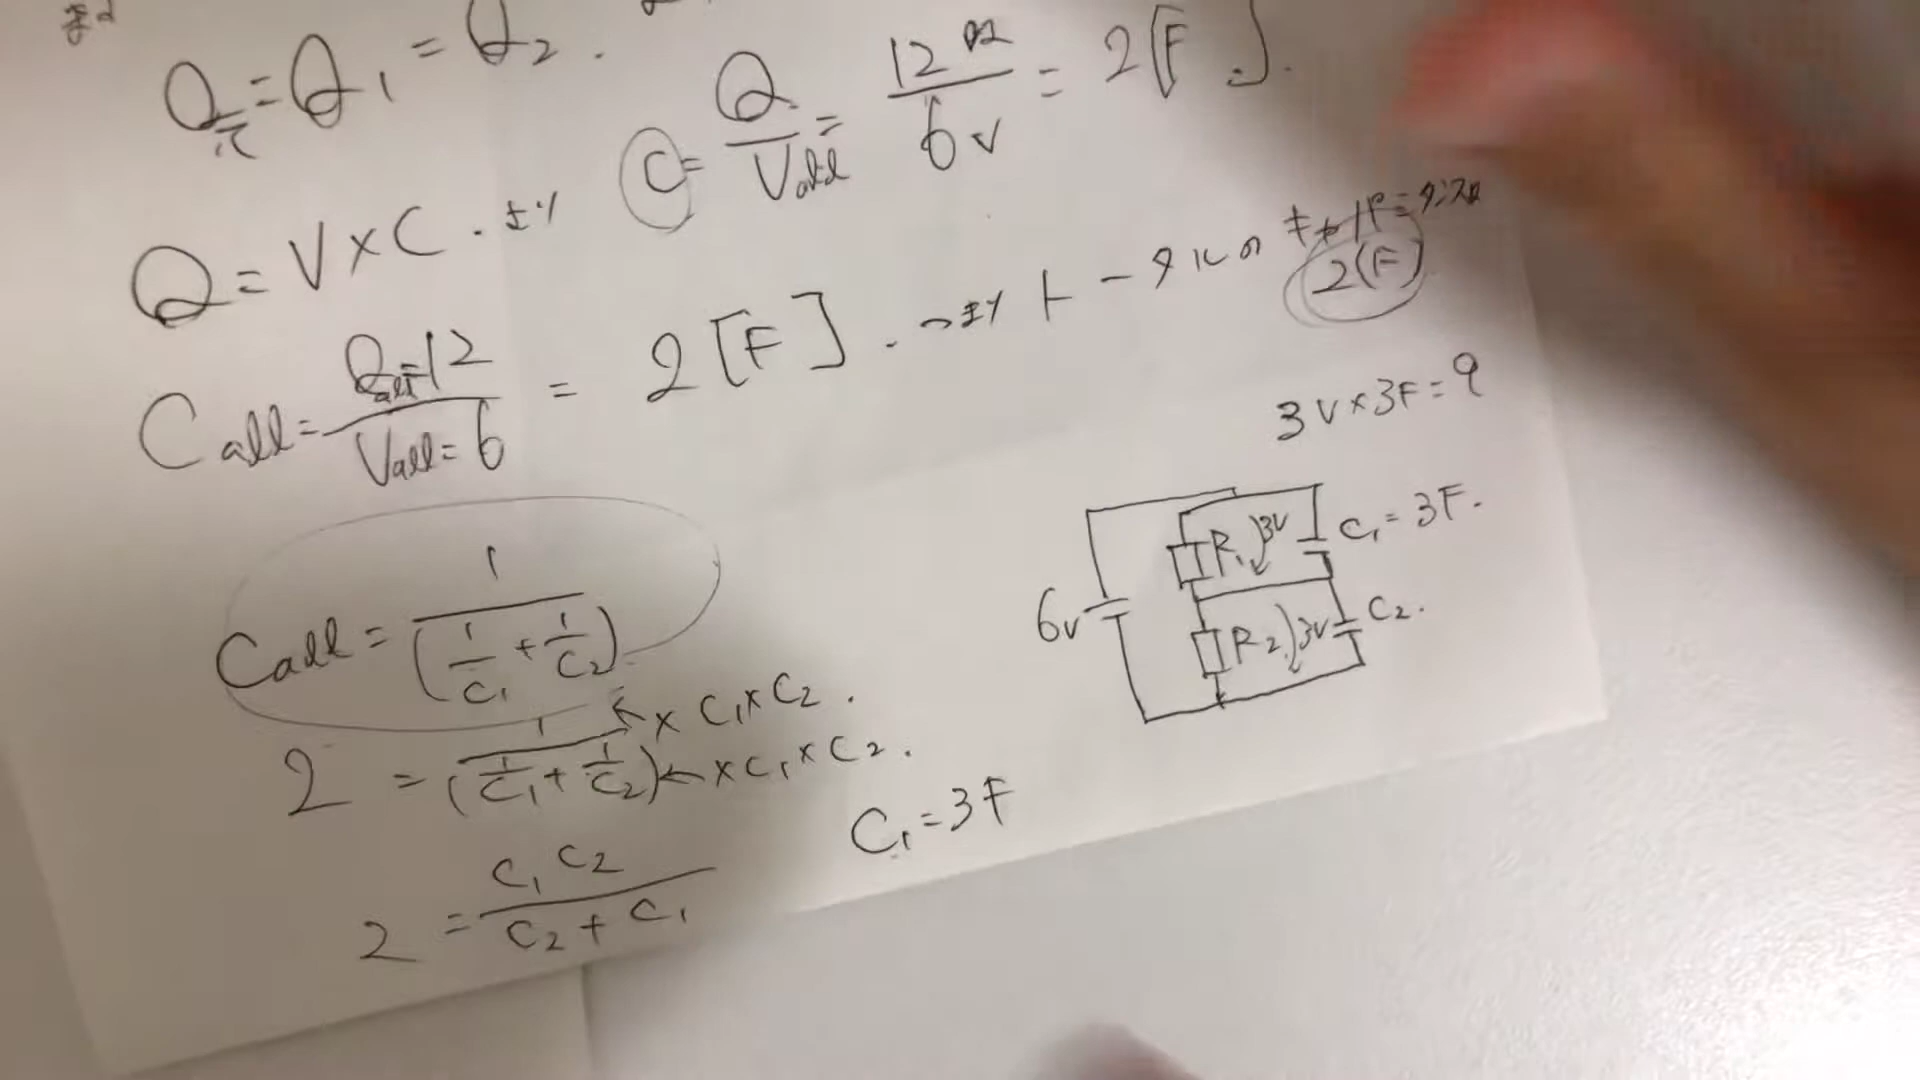 Q = Q₁ = Q₂.
C = Q/Vall = 12/6V = 2[F].
Q = V×C. より
Call = Qall=12/Vall=6 = 2[F]. より トータルの キャパ=タンス
2(F)
3V×3F=9
Call = 1/(1/C₁ + 1/C₂)
6V R₁ 3V C₁=3F.
R₂ 3V C₂.
2 = 1/(1/C₁ + 1/C₂) ←×C₁×C₂.
←×C₁×C₂.
C₁=3F
2 = C₁C₂/C₂+C₁